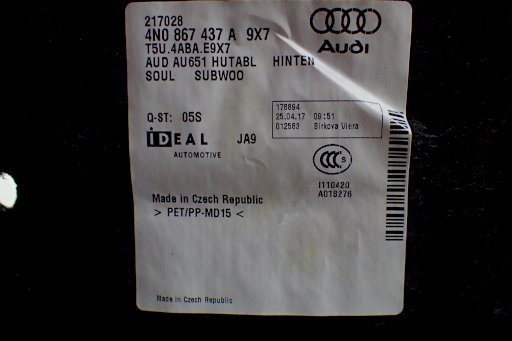 217028
4N0 867 437 A 9X7
T5U.4ABA.E9X7
AUD AU651 HUTABL HINTEN
SOUL SUBWOO
Audi
Q-ST: 05S
178894
25.04.17 09:51
012583 Birkova Viera
IDEAL JA9
AUTOMOTIVE
CCC S
I110420
A018276
Made in Czech Republic
> PET/PP-MD15 <
Made in Czech Republic